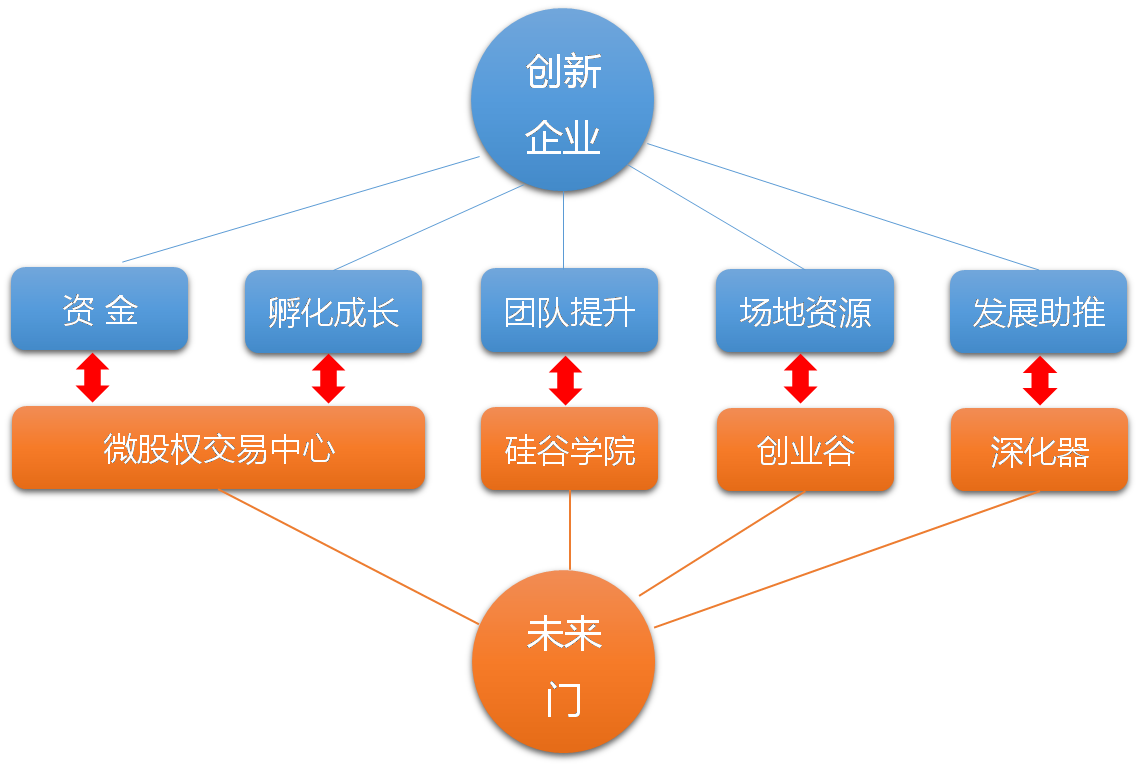 创新
企业
资 金
孵化成长
团队提升
场地资源
发展助推
微股权交易中心
硅谷学院
创业谷
深化器
未来
门